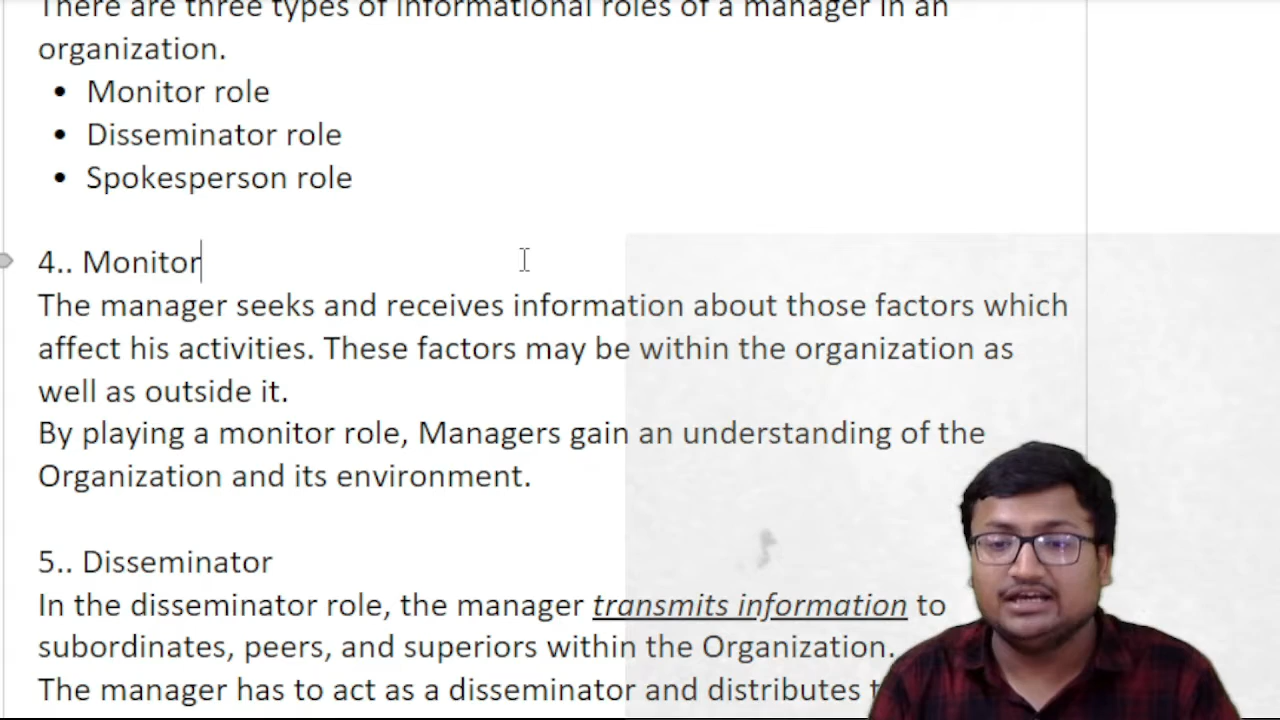 There are three types of informational roles of a manager in an
organization.
• Monitor role
• Disseminator role
• Spokesperson role
4.. Monitor
The manager seeks and receives information about those factors which
affect his activities. These factors may be within the organization as
well as outside it.
By playing a monitor role, Managers gain an understanding of the
Organization and its environment.
5.. Disseminator
In the disseminator role, the manager transmits information to
subordinates, peers, and superiors within the Organization.
The manager has to act as a disseminator and distributes